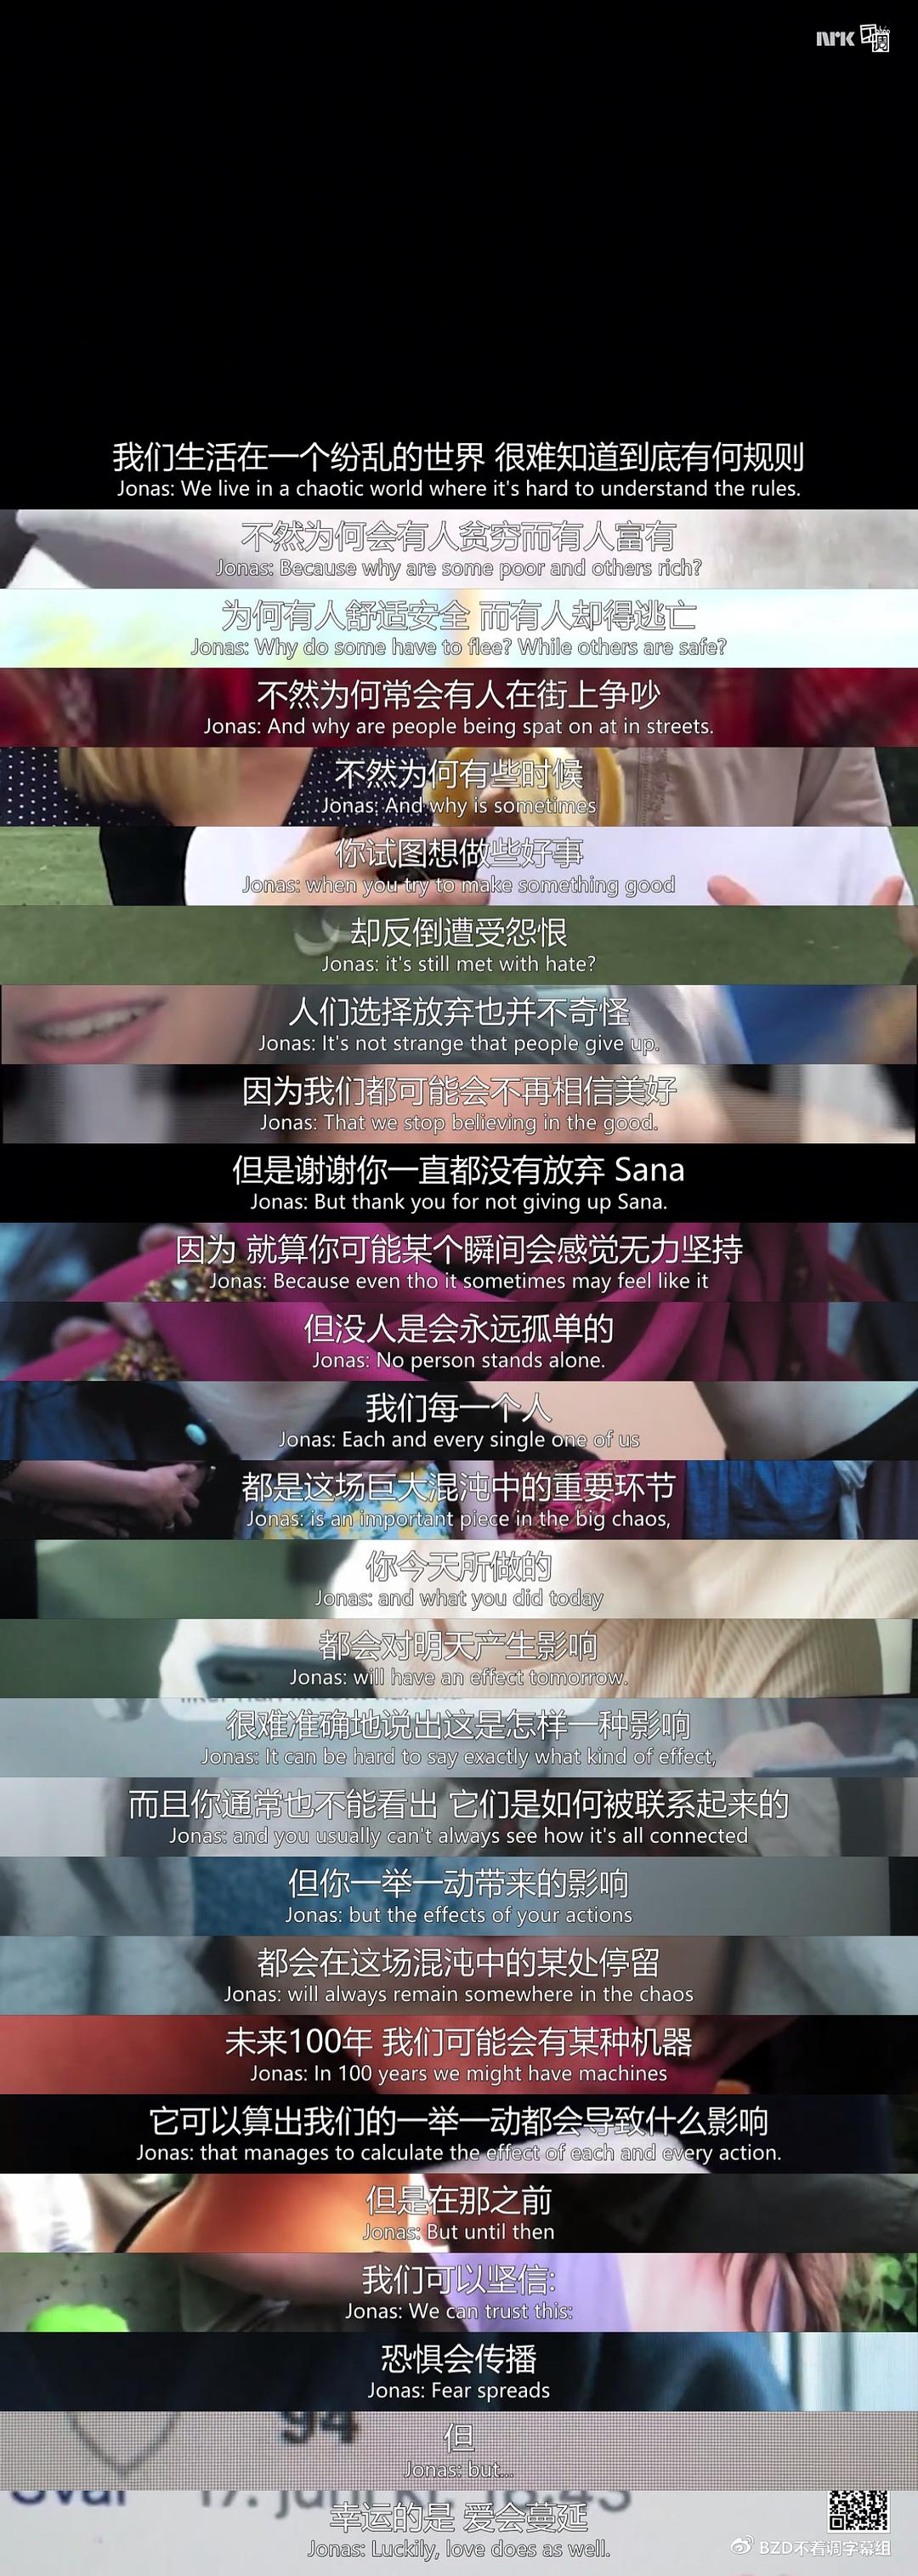 nrk
我们生活在一个纷乱的世界 很难知道到底有何规则
Jonas: We live in a chaotic world where it's hard to understand the rules.
不然为何会有人贫穷而有人富有
Jonas: Because why are some poor and others rich?
为何有人舒适安全 而有人却得逃亡
Jonas: Why do some have to flee? While others are safe?
不然为何常会有人在街上争吵
Jonas: And why are people being spat on at in streets.
不然为何有些时候
Jonas: And why is sometimes
你试图想做些好事
Jonas: when you try to make something good
却反倒遭受怨恨
Jonas: it's still met with hate?
人们选择放弃也并不奇怪
Jonas: It's not strange that people give up.
因为我们都可能会不再相信美好
Jonas: That we stop believing in the good.
但是谢谢你一直都没有放弃 Sana
Jonas: But thank you for not giving up Sana.
因为 就算你可能某个瞬间会感觉无力坚持
Jonas: Because even tho it sometimes may feel like it
但没人是会永远孤单的
Jonas: No person stands alone.
我们每一个人
Jonas: Each and every single one of us
都是这场巨大混沌中的重要环节
Jonas: is an important piece in the big chaos,
你今天所做的
Jonas: and what you did today
都会对明天产生影响
Jonas: will have an effect tomorrow.
很难准确地说出这是怎样一种影响
Jonas: It can be hard to say exactly what kind of effect,
而且你通常也不能看出 它们是如何被联系起来的
Jonas: and you usually can't always see how it's all connected
但你一举一动带来的影响
Jonas: but the effects of your actions
都会在这场混沌中的某处停留
Jonas: will always remain somewhere in the chaos
未来100年 我们可能会有某种机器
Jonas: In 100 years we might have machines
它可以算出我们的一举一动都会导致什么影响
Jonas: that manages to calculate the effect of each and every action.
但是在那之前
Jonas: But until then
我们可以坚信:
Jonas: We can trust this:
恐惧会传播
Jonas: Fear spreads
94
但
Jonas: but...
幸运的是 爱会蔓延
Jonas: Luckily, love does as well.
BZD不着调字幕组